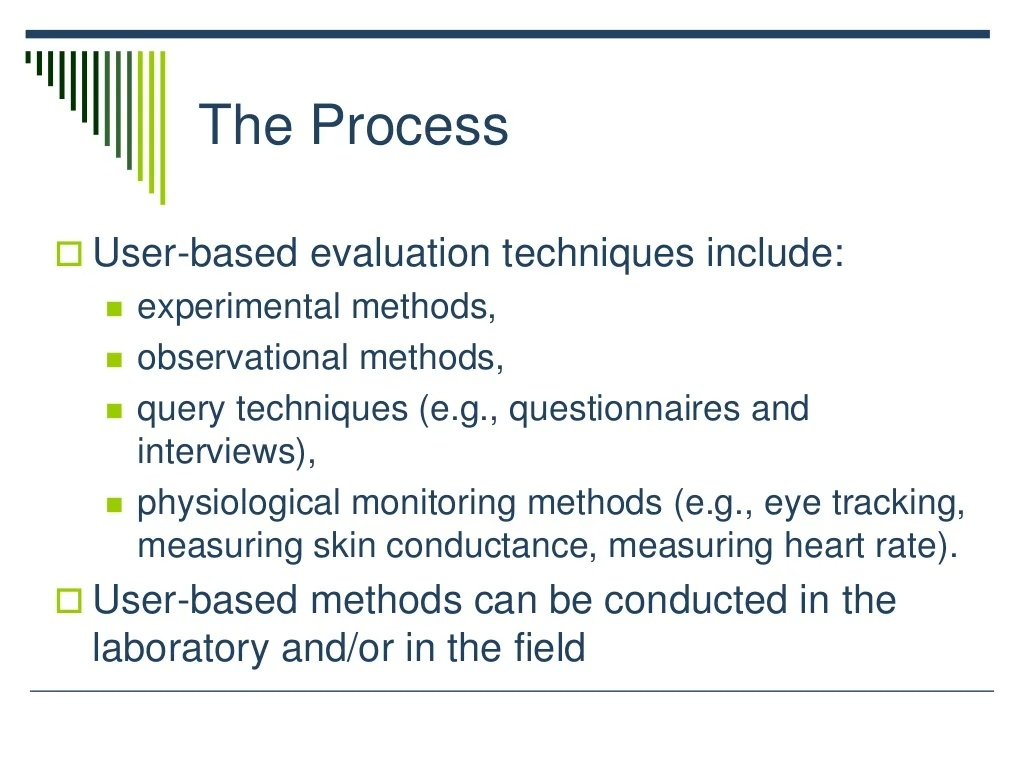 The Process
User-based evaluation techniques include:
experimental methods,
observational methods,
query techniques (e.g., questionnaires and
interviews),
physiological monitoring methods (e.g., eye tracking,
measuring skin conductance, measuring heart rate).
User-based methods can be conducted in the
laboratory and/or in the field